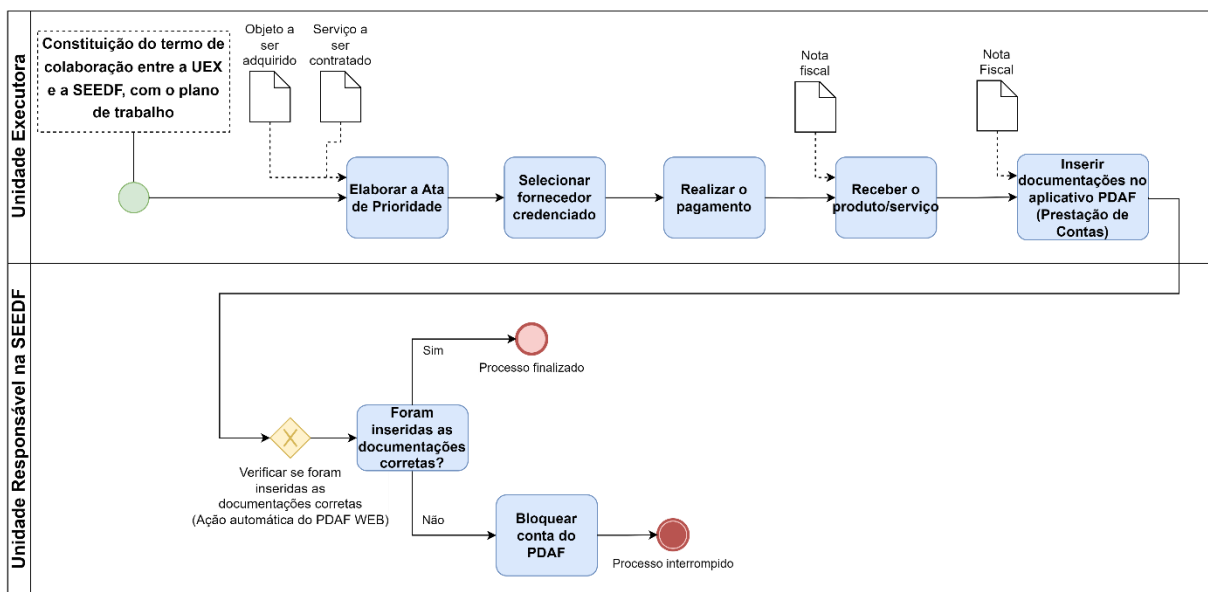 Unidade Executora
Constituição do termo de
colaboração entre a UEX
e a SEEDF, com o plano
de trabalho
Objeto a
ser
adquirido
Serviço a
ser
contratado
Nota
fiscal
Nota
Fiscal
Elaborar a Ata
de Prioridade
Selecionar
fornecedor
credenciado
Realizar o
pagamento
Receber o
produto/serviço
Inserir
documentações no
aplicativo PDAF
(Prestação de
Contas)
Unidade Responsável na SEEDF
Verificar se foram
inseridas as
documentações corretas
(Ação automática do PDAF WEB)
Foram
inseridas as
documentações
corretas?
Sim
Processo finalizado
Não
Bloquear
conta do
PDAF
Processo interrompido